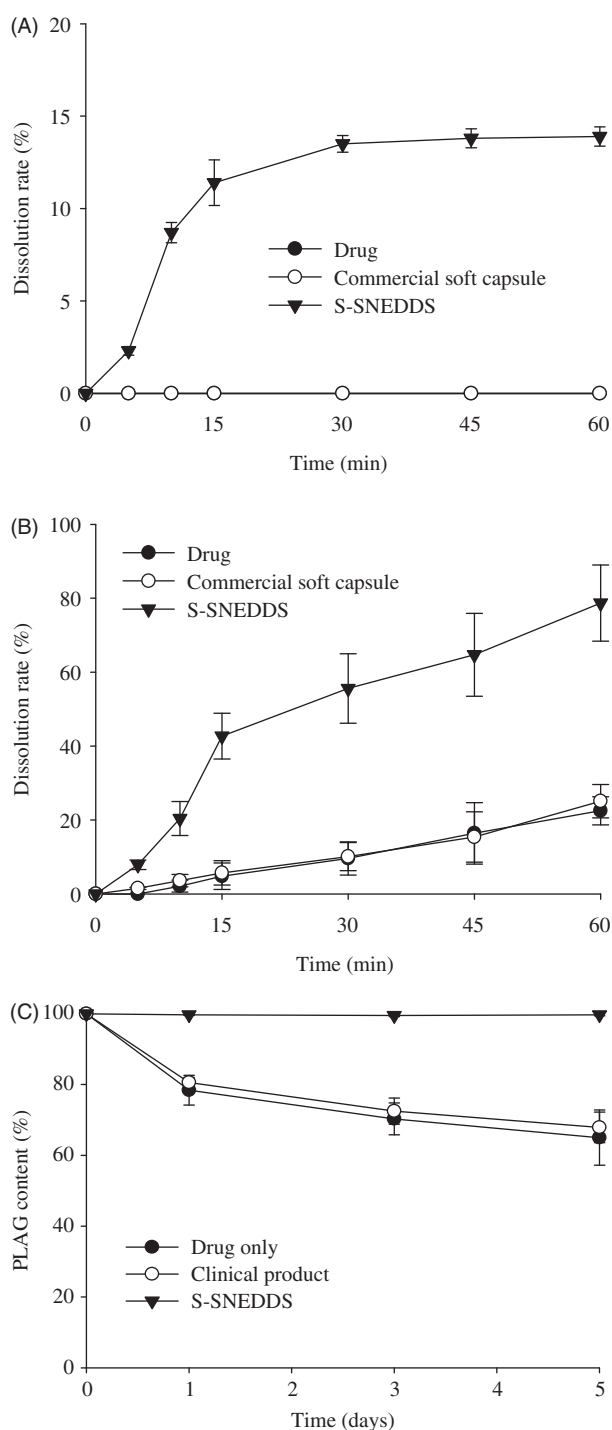 (A)
20
15
10
5
0
Dissolution rate (%)
Drug
Commercial soft capsule
S-SNEDDS
0 15 30 45 60
Time (min)
(B)
100
80
60
40
20
0
Dissolution rate (%)
Drug
Commercial soft capsule
S-SNEDDS
0 15 30 45 60
Time (min)
(C)
100
80
60
40
20
0
PLAG content (%)
Drug only
Clinical product
S-SNEDDS
0 1 2 3 4 5
Time (days)